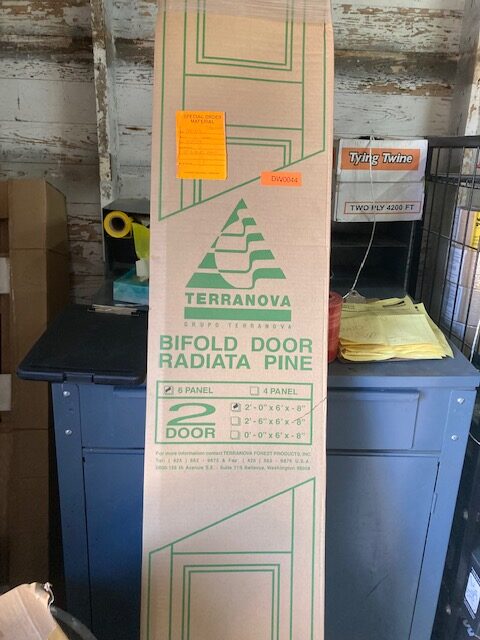 SPECIAL ORDER
MATERIAL
DW0044
Tying Twine
TWO PLY 4200 FT
TERRANOVA
GRUPO TERRANOVA
BIFOLD DOOR
RADIATA PINE
6 PANEL
4 PANEL
2
DOOR
2'-0" x 6'x-8"
2'-6" x 6'x-8"
0'-0" x 6'x-8"
For more information contact TERRANOVA FOREST PRODUCTS, INC